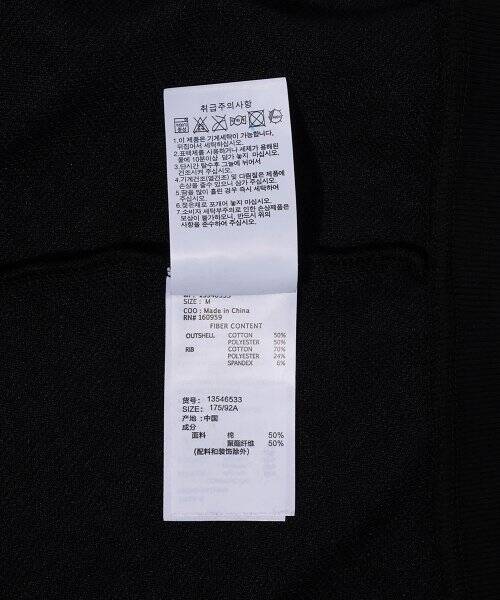 취급주의사항
1.이 제품은 기계세탁이 가능합니다.
뒤집어서 세탁하십시오.
2.표백제를 사용하거나 세제가 용해된
물에 10분이상 담가 놓지 마십시오.
3.단시간 탈수후 그늘에 뉘어서
건조시켜 주십시오.
4.기계건조(열건조) 및 다림질은 제품에
손상을 줄수 있으니 삼가해 주십시오.
5.땀을 많이 흘린 경우 즉시 세탁하여
주십시오.
6.젖은채로 포개어 놓지 마십시오.
7.소비자 세탁부주의로 인한 손상제품은
보상이 불가하오니, 반드시 위의
사항을 준수하여 주십시오.
13546533
SIZE: M
COO : Made in China
RN# 160959
FIBER CONTENT
OUTSHELL COTTON 50%
POLYESTER 50%
RIB COTTON 70%
POLYESTER 24%
SPANDEX 6%
货号: 13546533
SIZE: 175/92A
产地 : 中国
成分
面料 棉 50%
聚酯纤维 50%
(配料和装饰除外)